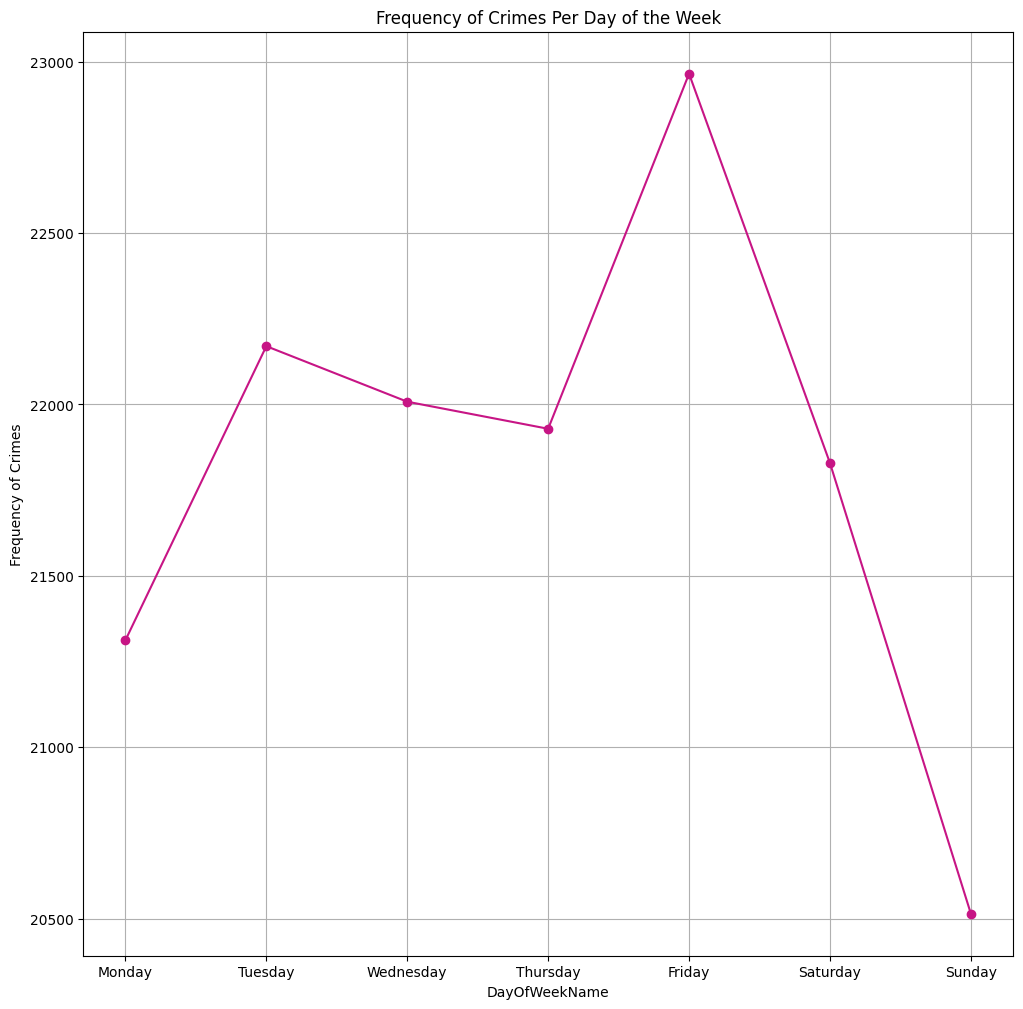 Frequency of Crimes Per Day of the Week
Frequency of Crimes
23000
22500
22000
21500
21000
20500
Monday Tuesday Wednesday Thursday Friday Saturday Sunday
DayOfWeekName